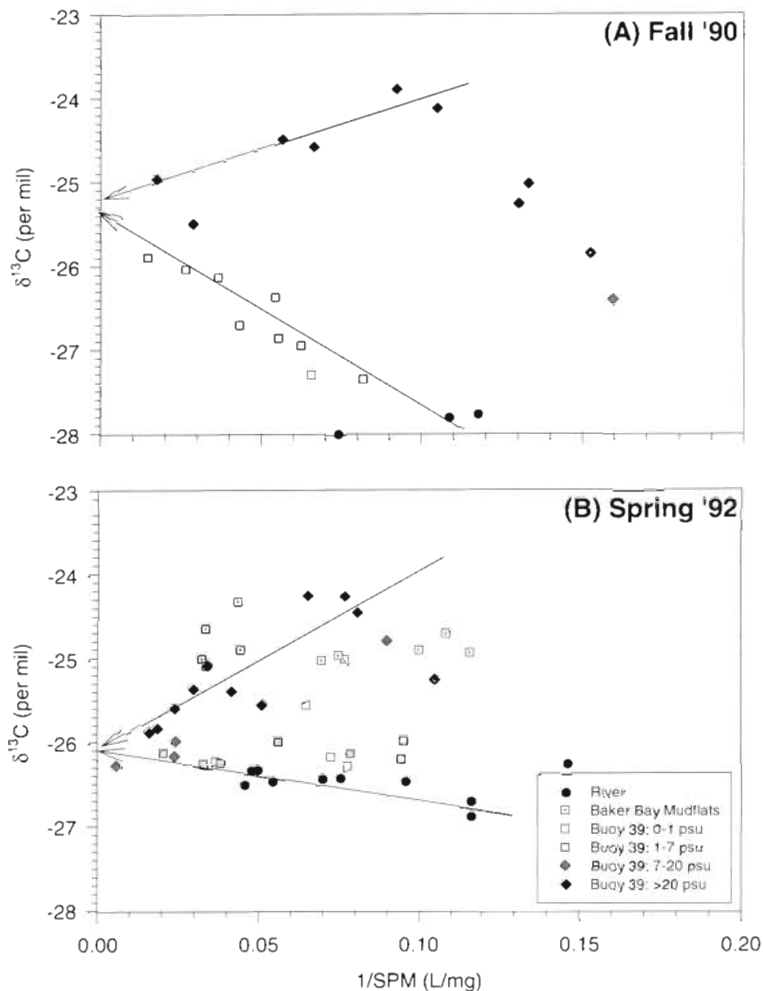 (A) Fall '90
-23
-24
-25
-26
-27
-28
δ¹³C (per mil)
(B) Spring '92
-23
-24
-25
-26
-27
-28
δ¹³C (per mil)
River
Baker Bay Mudflats
Buoy 39: 0-1 psu
Buoy 39: 1-7 psu
Buoy 39: 7-20 psu
Buoy 39: >20 psu
0.00 0.05 0.10 0.15 0.20
1/SPM (L/mg)